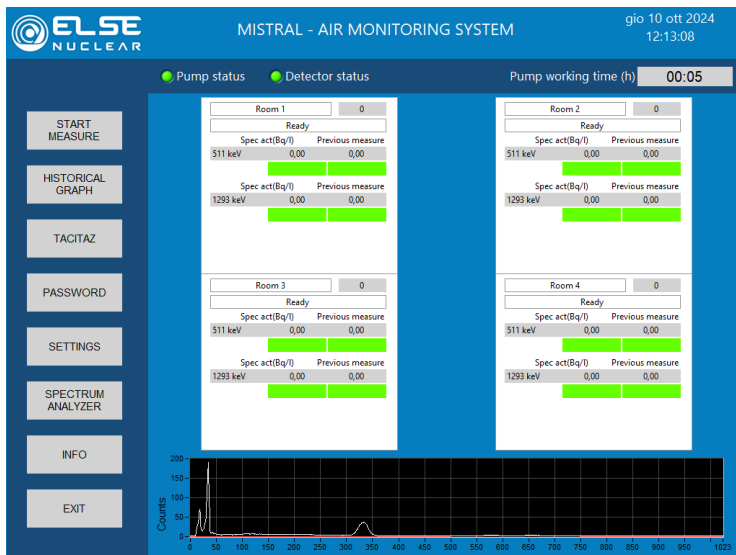 ELSE
NUCLEAR
MISTRAL - AIR MONITORING SYSTEM
gio 10 ott 2024
12:13:08
Pump status
Detector status
Pump working time (h)
00:05
START
MEASURE
HISTORICAL
GRAPH
TACITAZ
PASSWORD
SETTINGS
SPECTRUM
ANALYZER
INFO
EXIT
Room 1 0
Ready
Spec act(Bq/l) Previous measure
511 keV 0,00 0,00
Spec act(Bq/l) Previous measure
1293 keV 0,00 0,00
Room 2 0
Ready
Spec act(Bq/l) Previous measure
511 keV 0,00 0,00
Spec act(Bq/l) Previous measure
1293 keV 0,00 0,00
Room 3 0
Ready
Spec act(Bq/l) Previous measure
511 keV 0,00 0,00
Spec act(Bq/l) Previous measure
1293 keV 0,00 0,00
Room 4 0
Ready
Spec act(Bq/l) Previous measure
511 keV 0,00 0,00
Spec act(Bq/l) Previous measure
1293 keV 0,00 0,00
Counts
200
150
100
50
0
0 50 100 150 200 250 300 350 400 450 500 550 600 650 700 750 800 850 900 950 1023